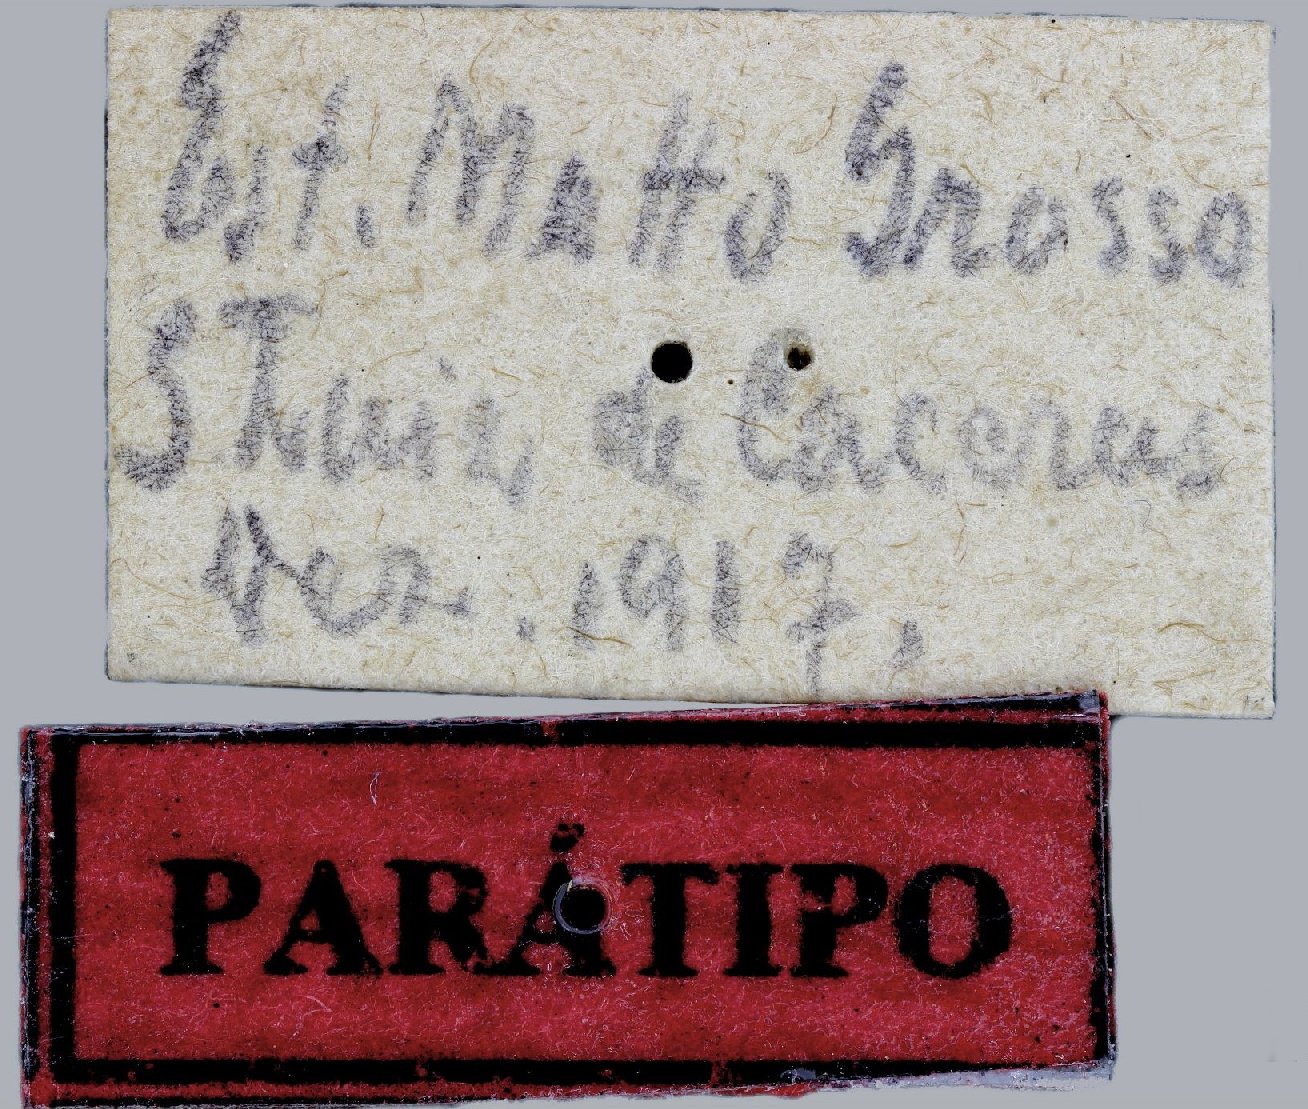 Est. Matto Grosso
S Luiz de Caceres
Dez. 1917.
PARÁTIPO